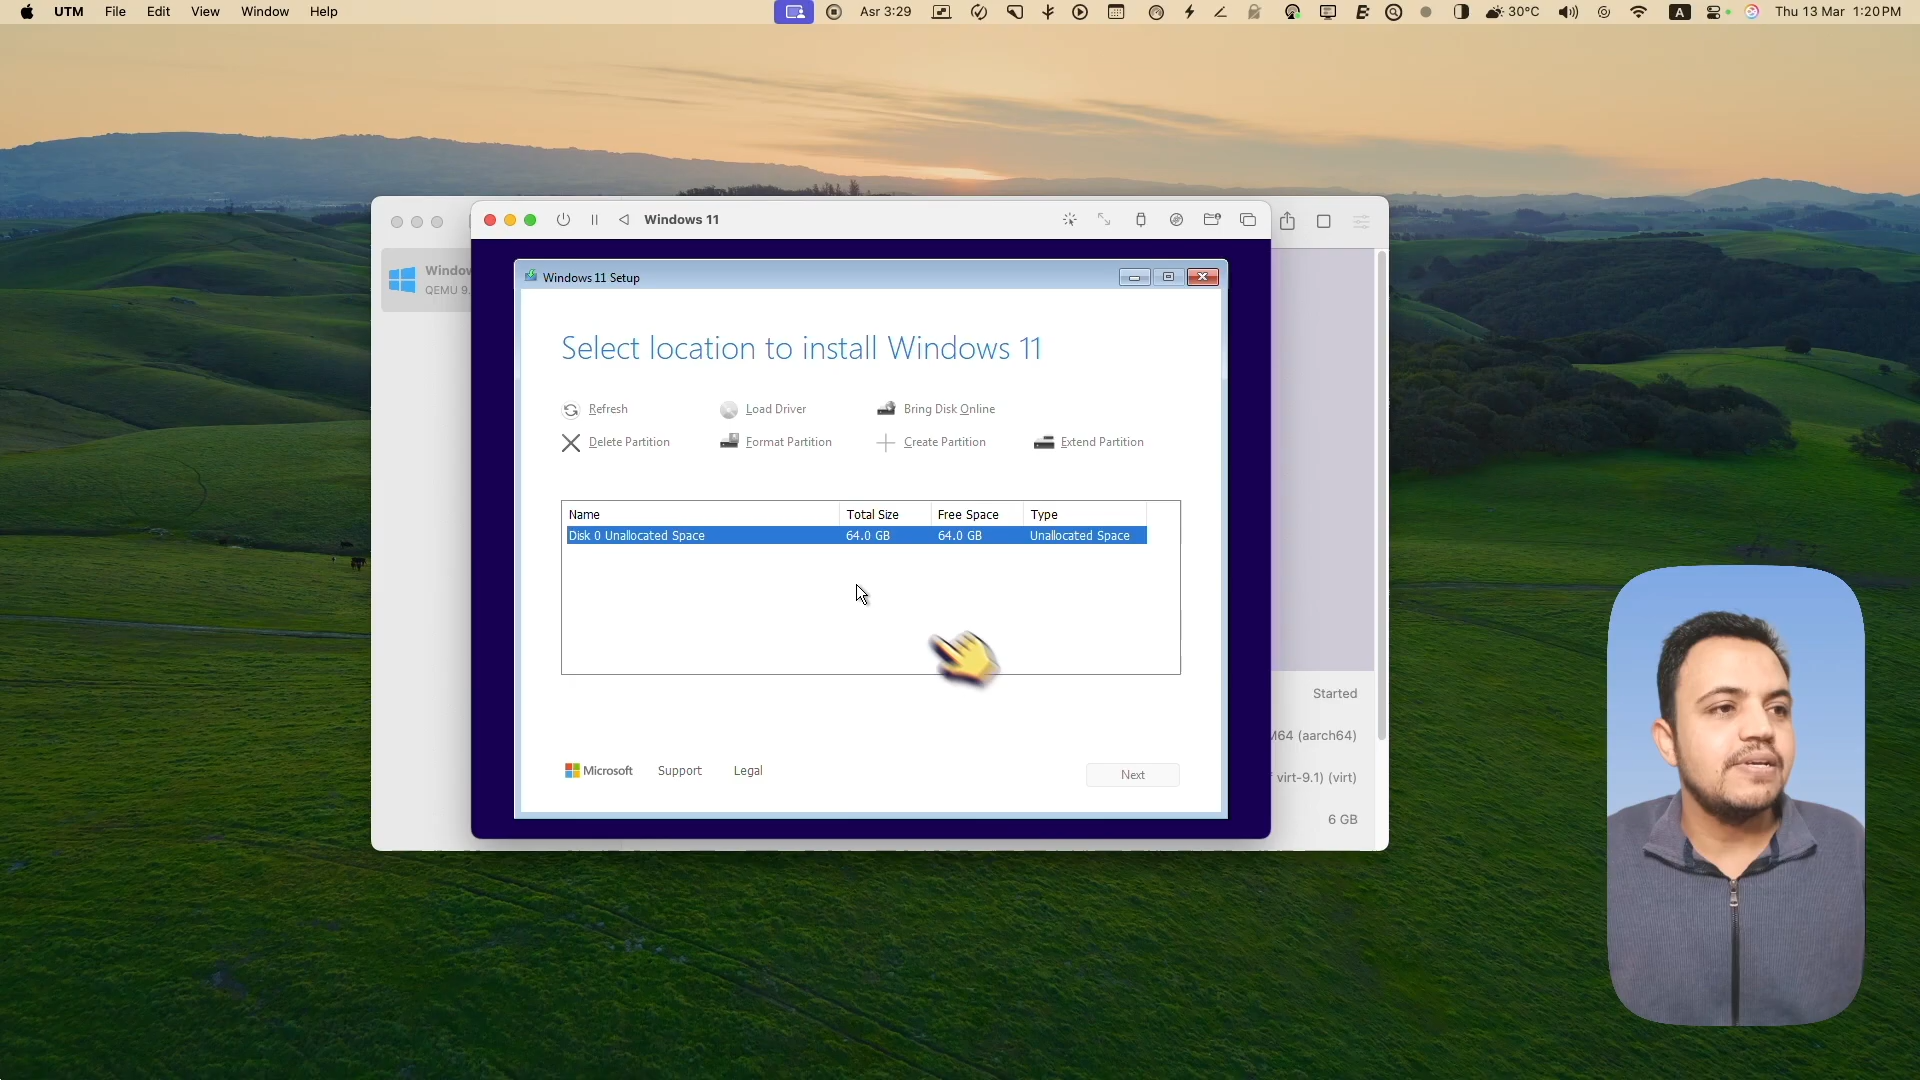 UTM File Edit View Window Help Asr 3:29 30°C A Thu 13 Mar 1:20 PM
Windows 11
QEMU 9.
Windows 11 Setup
Select location to install Windows 11
Refresh Load Driver Bring Disk Online
Delete Partition Format Partition Create Partition Extend Partition
Name Total Size Free Space Type
Disk 0 Unallocated Space 64.0 GB 64.0 GB Unallocated Space
Started
M64 (aarch64)
virt-9.1) (virt)
6 GB
Microsoft Support Legal
Next